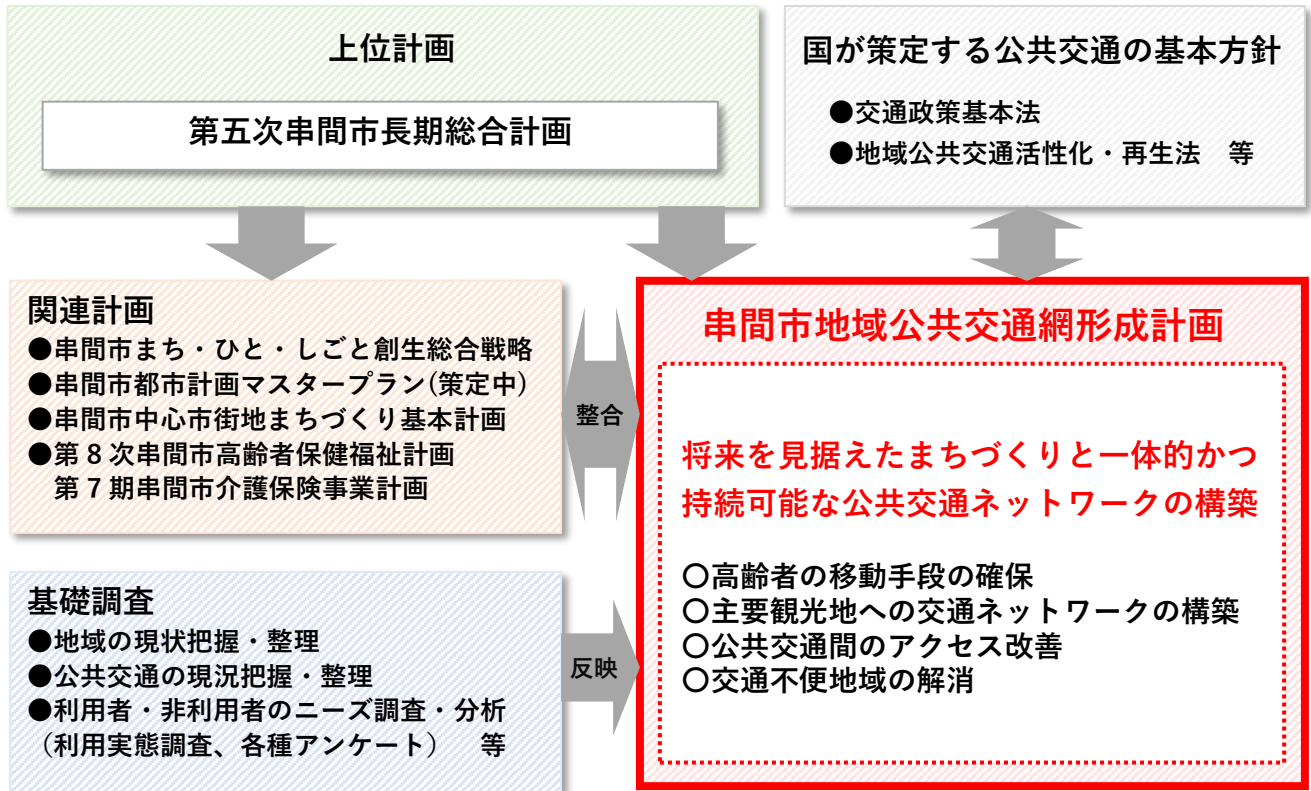 上位計画
第五次串間市長期総合計画
国が策定する公共交通の基本方針
●交通政策基本法
●地域公共交通活性化・再生法　等
関連計画
●串間市まち・ひと・しごと創生総合戦略
●串間市都市計画マスタープラン(策定中)
●串間市中心市街地まちづくり基本計画
●第８次串間市高齢者保健福祉計画
第７期串間市介護保険事業計画
整合
串間市地域公共交通網形成計画
将来を見据えたまちづくりと一体的かつ
持続可能な公共交通ネットワークの構築
〇高齢者の移動手段の確保
〇主要観光地への交通ネットワークの構築
〇公共交通間のアクセス改善
〇交通不便地域の解消
基礎調査
●地域の現状把握・整理
●公共交通の現況把握・整理
●利用者・非利用者のニーズ調査・分析
（利用実態調査、各種アンケート）　等
反映